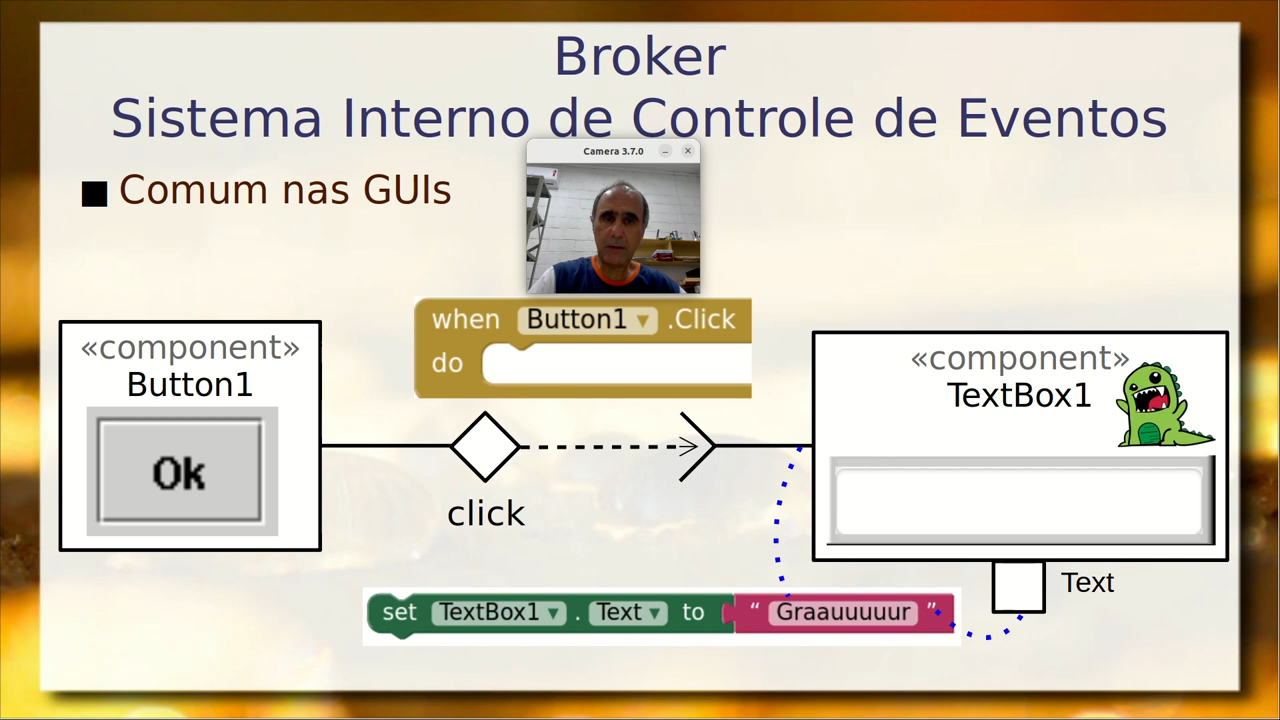 Broker
Sistema Interno de Controle de Eventos
Camera 3.7.0
Comum nas GUIs
when Button1 .Click
do
«component»
Button1
Ok
click
«component»
TextBox1
Text
set TextBox1 . Text to “ Graauuuuur ”